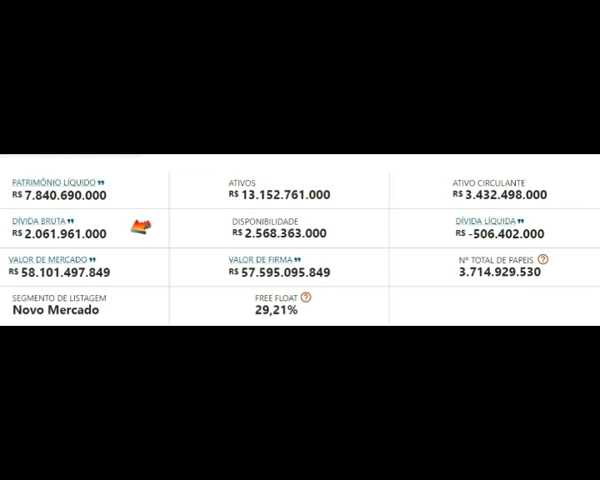 PATRIMÔNIO LÍQUIDO
R$ 7.840.690.000
ATIVOS
R$ 13.152.761.000
ATIVO CIRCULANTE
R$ 3.432.498.000
DÍVIDA BRUTA
R$ 2.061.961.000
DISPONIBILIDADE
R$ 2.568.363.000
DÍVIDA LÍQUIDA
R$ -506.402.000
VALOR DE MERCADO
R$ 58.101.497.849
VALOR DE FIRMA
R$ 57.595.095.849
Nº TOTAL DE PAPEIS
3.714.929.530
SEGMENTO DE LISTAGEM
Novo Mercado
FREE FLOAT
29,21%